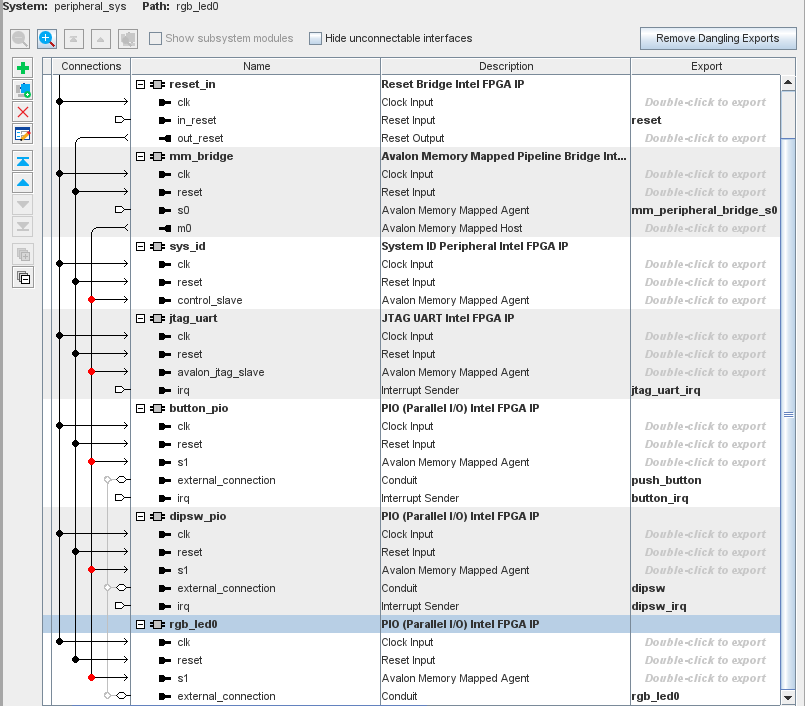 System: peripheral_sys Path: rgb_led0
Show subsystem modules Hide unconnectable interfaces Remove Dangling Exports
Connections Name Description Export
reset_in Reset Bridge Intel FPGA IP
clk Clock Input Double-click to export
in_reset Reset Input reset
out_reset Reset Output Double-click to export
mm_bridge Avalon Memory Mapped Pipeline Bridge Int...
clk Clock Input Double-click to export
reset Reset Input Double-click to export
s0 Avalon Memory Mapped Agent mm_peripheral_bridge_s0
m0 Avalon Memory Mapped Host Double-click to export
sys_id System ID Peripheral Intel FPGA IP
clk Clock Input Double-click to export
reset Reset Input Double-click to export
control_slave Avalon Memory Mapped Agent Double-click to export
jtag_uart JTAG UART Intel FPGA IP
clk Clock Input Double-click to export
reset Reset Input Double-click to export
avalon_jtag_slave Avalon Memory Mapped Agent Double-click to export
irq Interrupt Sender jtag_uart_irq
button_pio PIO (Parallel I/O) Intel FPGA IP
clk Clock Input Double-click to export
reset Reset Input Double-click to export
s1 Avalon Memory Mapped Agent Double-click to export
external_connection Conduit push_button
irq Interrupt Sender button_irq
dipsw_pio PIO (Parallel I/O) Intel FPGA IP
clk Clock Input Double-click to export
reset Reset Input Double-click to export
s1 Avalon Memory Mapped Agent Double-click to export
external_connection Conduit dipsw
irq Interrupt Sender dipsw_irq
rgb_led0 PIO (Parallel I/O) Intel FPGA IP
clk Clock Input Double-click to export
reset Reset Input Double-click to export
s1 Avalon Memory Mapped Agent Double-click to export
external_connection Conduit rgb_led0